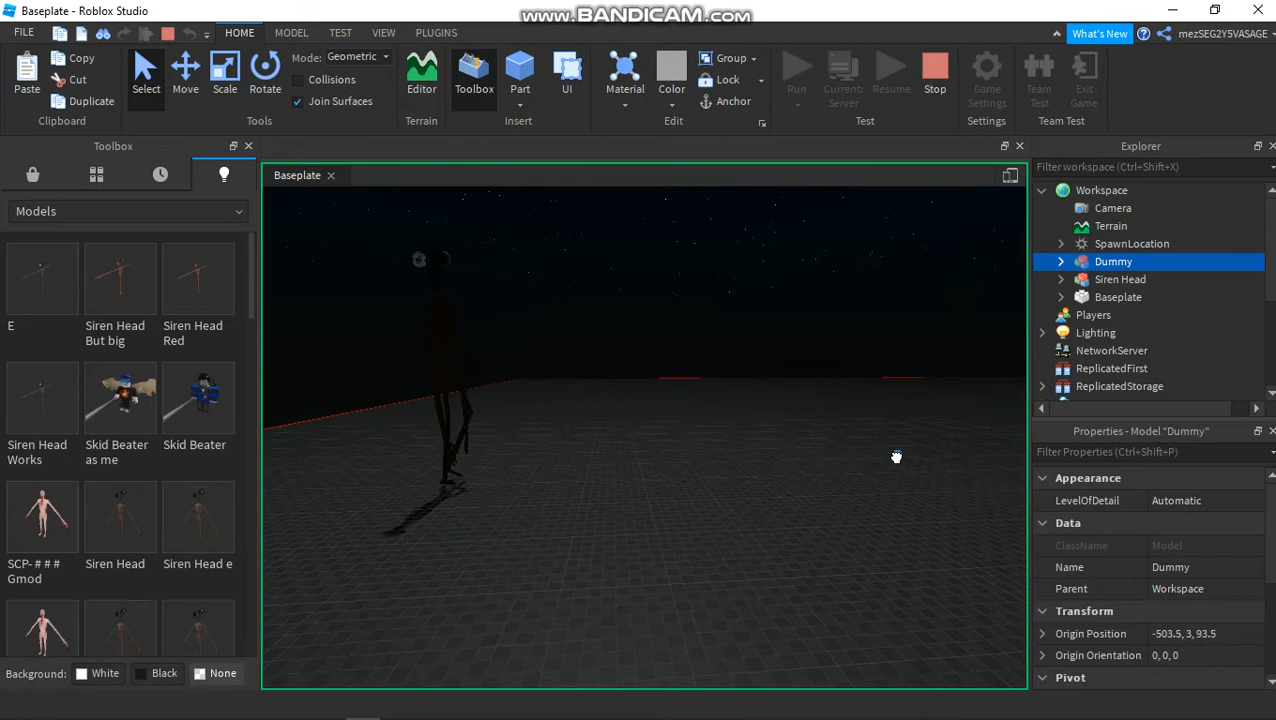 Baseplate - Roblox Studio
www.BANDICAM.com
FILE HOME MODEL TEST VIEW PLUGINS
What's New mezSEG2Y5VASAGE
Paste Copy Cut Duplicate
Clipboard
Select Move Scale Rotate
Mode: Geometric
Collisions
Join Surfaces
Tools
Editor
Terrain
Toolbox Part UI
Insert
Material Color
Group
Lock
Anchor
Edit
Run Current: Server Resume Stop
Test
Game Settings
Settings
Team Test Exit Game
Team Test
Toolbox
Models
E
Siren Head But big
Siren Head Red
Siren Head Works
Skid Beater as me
Skid Beater
SCP- # # # Gmod
Siren Head
Siren Head e
Background: White Black None
Baseplate
Explorer
Filter workspace (Ctrl+Shift+X)
Workspace
Camera
Terrain
SpawnLocation
Dummy
Siren Head
Baseplate
Players
Lighting
NetworkServer
ReplicatedFirst
ReplicatedStorage
Properties - Model "Dummy"
Filter Properties (Ctrl+Shift+P)
Appearance
LevelOfDetail Automatic
Data
ClassName Model
Name Dummy
Parent Workspace
Transform
Origin Position -503.5, 3, 93.5
Origin Orientation 0, 0, 0
Pivot